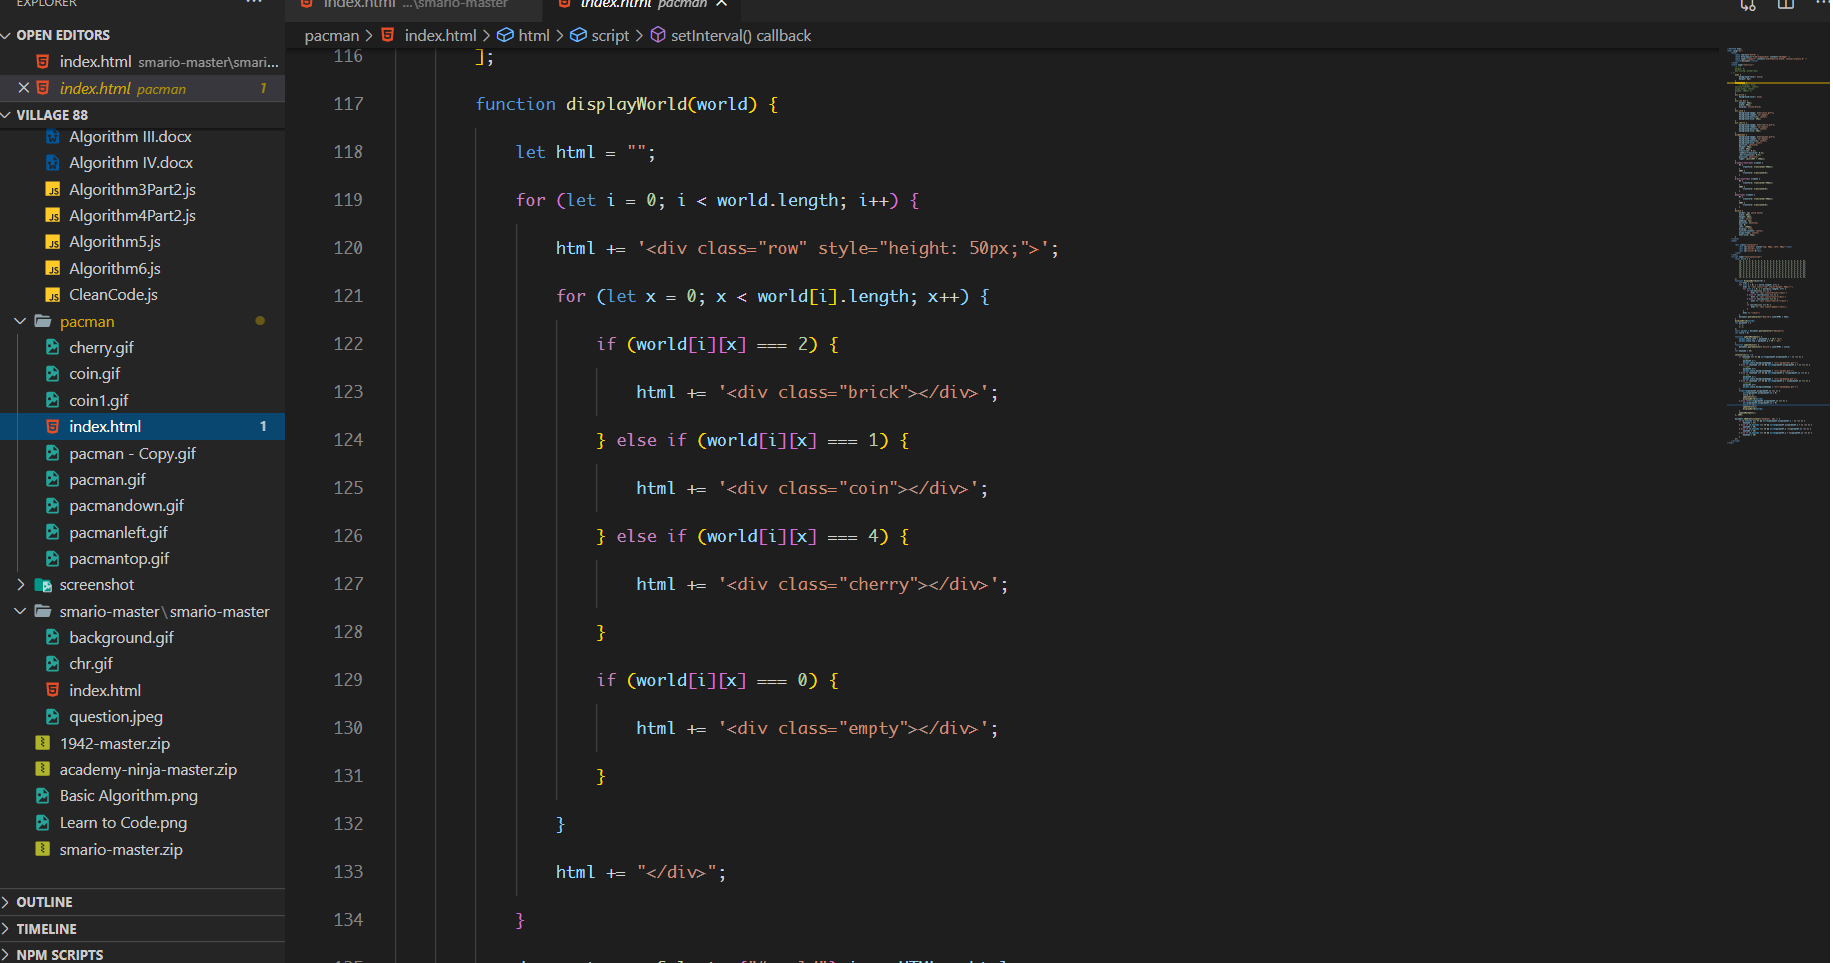 EXPLORER
···
index.html ...\smario-master
index.html pacman
OPEN EDITORS
index.html smario-master\smari...
index.html pacman 1
VILLAGE 88
Algorithm III.docx
Algorithm IV.docx
Algorithm3Part2.js
Algorithm4Part2.js
Algorithm5.js
Algorithm6.js
CleanCode.js
pacman
cherry.gif
coin.gif
coin1.gif
index.html 1
pacman - Copy.gif
pacman.gif
pacmandown.gif
pacmanleft.gif
pacmantop.gif
screenshot
smario-master\smario-master
background.gif
chr.gif
index.html
question.jpeg
1942-master.zip
academy-ninja-master.zip
Basic Algorithm.png
Learn to Code.png
smario-master.zip
OUTLINE
TIMELINE
NPM SCRIPTS
pacman > index.html > html > script > setInterval() callback
116 ];
117 function displayWorld(world) {
118 let html = "";
119 for (let i = 0; i < world.length; i++) {
120 html += '<div class="row" style="height: 50px;">';
121 for (let x = 0; x < world[i].length; x++) {
122 if (world[i][x] === 2) {
123 html += '<div class="brick"></div>';
124 } else if (world[i][x] === 1) {
125 html += '<div class="coin"></div>';
126 } else if (world[i][x] === 4) {
127 html += '<div class="cherry"></div>';
128 }
129 if (world[i][x] === 0) {
130 html += '<div class="empty"></div>';
131 }
132 }
133 html += "</div>";
134 }